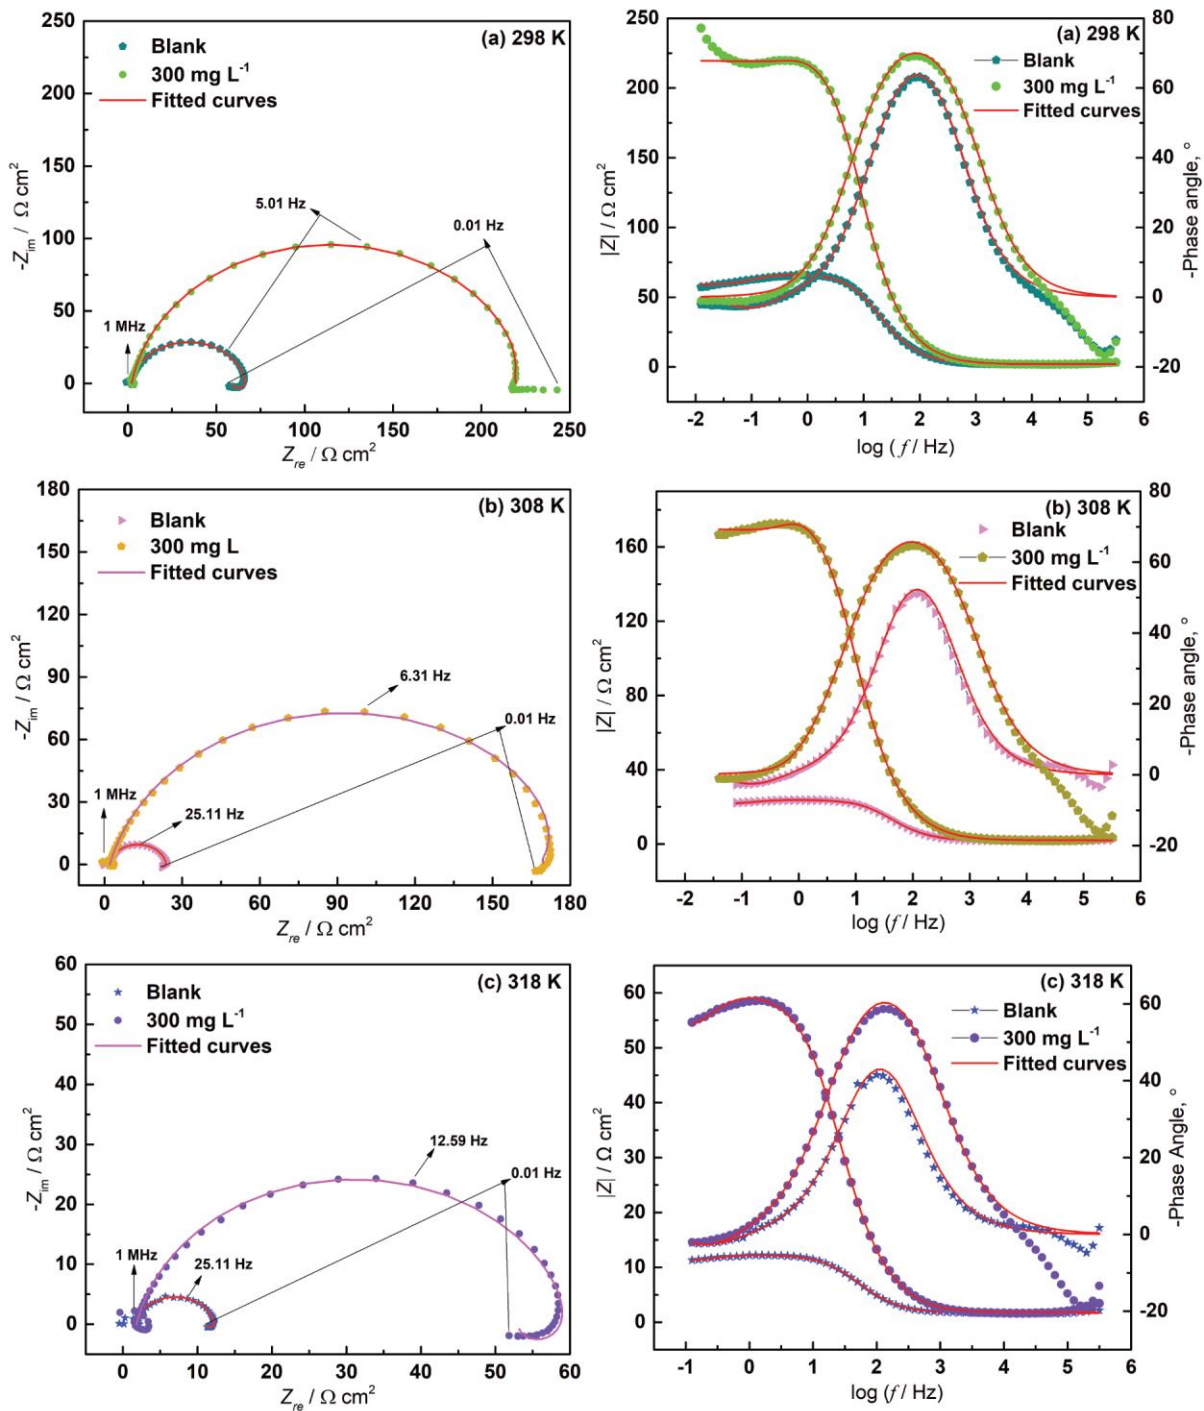 (a) 298 K
Blank
300 mg L⁻¹
Fitted curves
5.01 Hz
0.01 Hz
1 MHz
250
200
150
100
50
0
-Z_im / Ω cm²
0 50 100 150 200 250
Z_re / Ω cm²
(a) 298 K
Blank
300 mg L⁻¹
Fitted curves
250
200
150
100
50
0
|Z| / Ω cm²
80
60
40
20
0
-20
-Phase angle, °
-2 -1 0 1 2 3 4 5 6
log (f / Hz)
(b) 308 K
Blank
300 mg L
Fitted curves
6.31 Hz
0.01 Hz
1 MHz
25.11 Hz
180
150
120
90
60
30
0
-Z_im / Ω cm²
0 30 60 90 120 150 180
Z_re / Ω cm²
(b) 308 K
Blank
300 mg L⁻¹
Fitted curves
160
120
80
40
0
|Z| / Ω cm²
80
60
40
20
0
-20
-Phase angle, °
-2 -1 0 1 2 3 4 5 6
log (f / Hz)
(c) 318 K
Blank
300 mg L⁻¹
Fitted curves
12.59 Hz
0.01 Hz
1 MHz
25.11 Hz
60
50
40
30
20
10
0
-Z_im / Ω cm²
0 10 20 30 40 50 60
Z_re / Ω cm²
(c) 318 K
Blank
300 mg L⁻¹
Fitted curves
60
50
40
30
20
10
0
|Z| / Ω cm²
60
40
20
0
-20
-Phase Angle, °
-1 0 1 2 3 4 5 6
log (f / Hz)